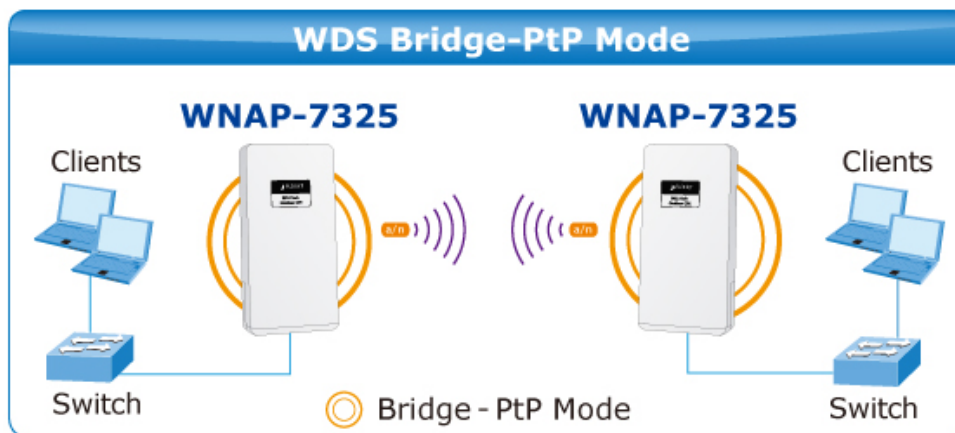 WDS Bridge-PtP Mode
WNAP-7325
WNAP-7325
Clients
Clients
a/n
a/n
Switch
Switch
Bridge - PtP Mode